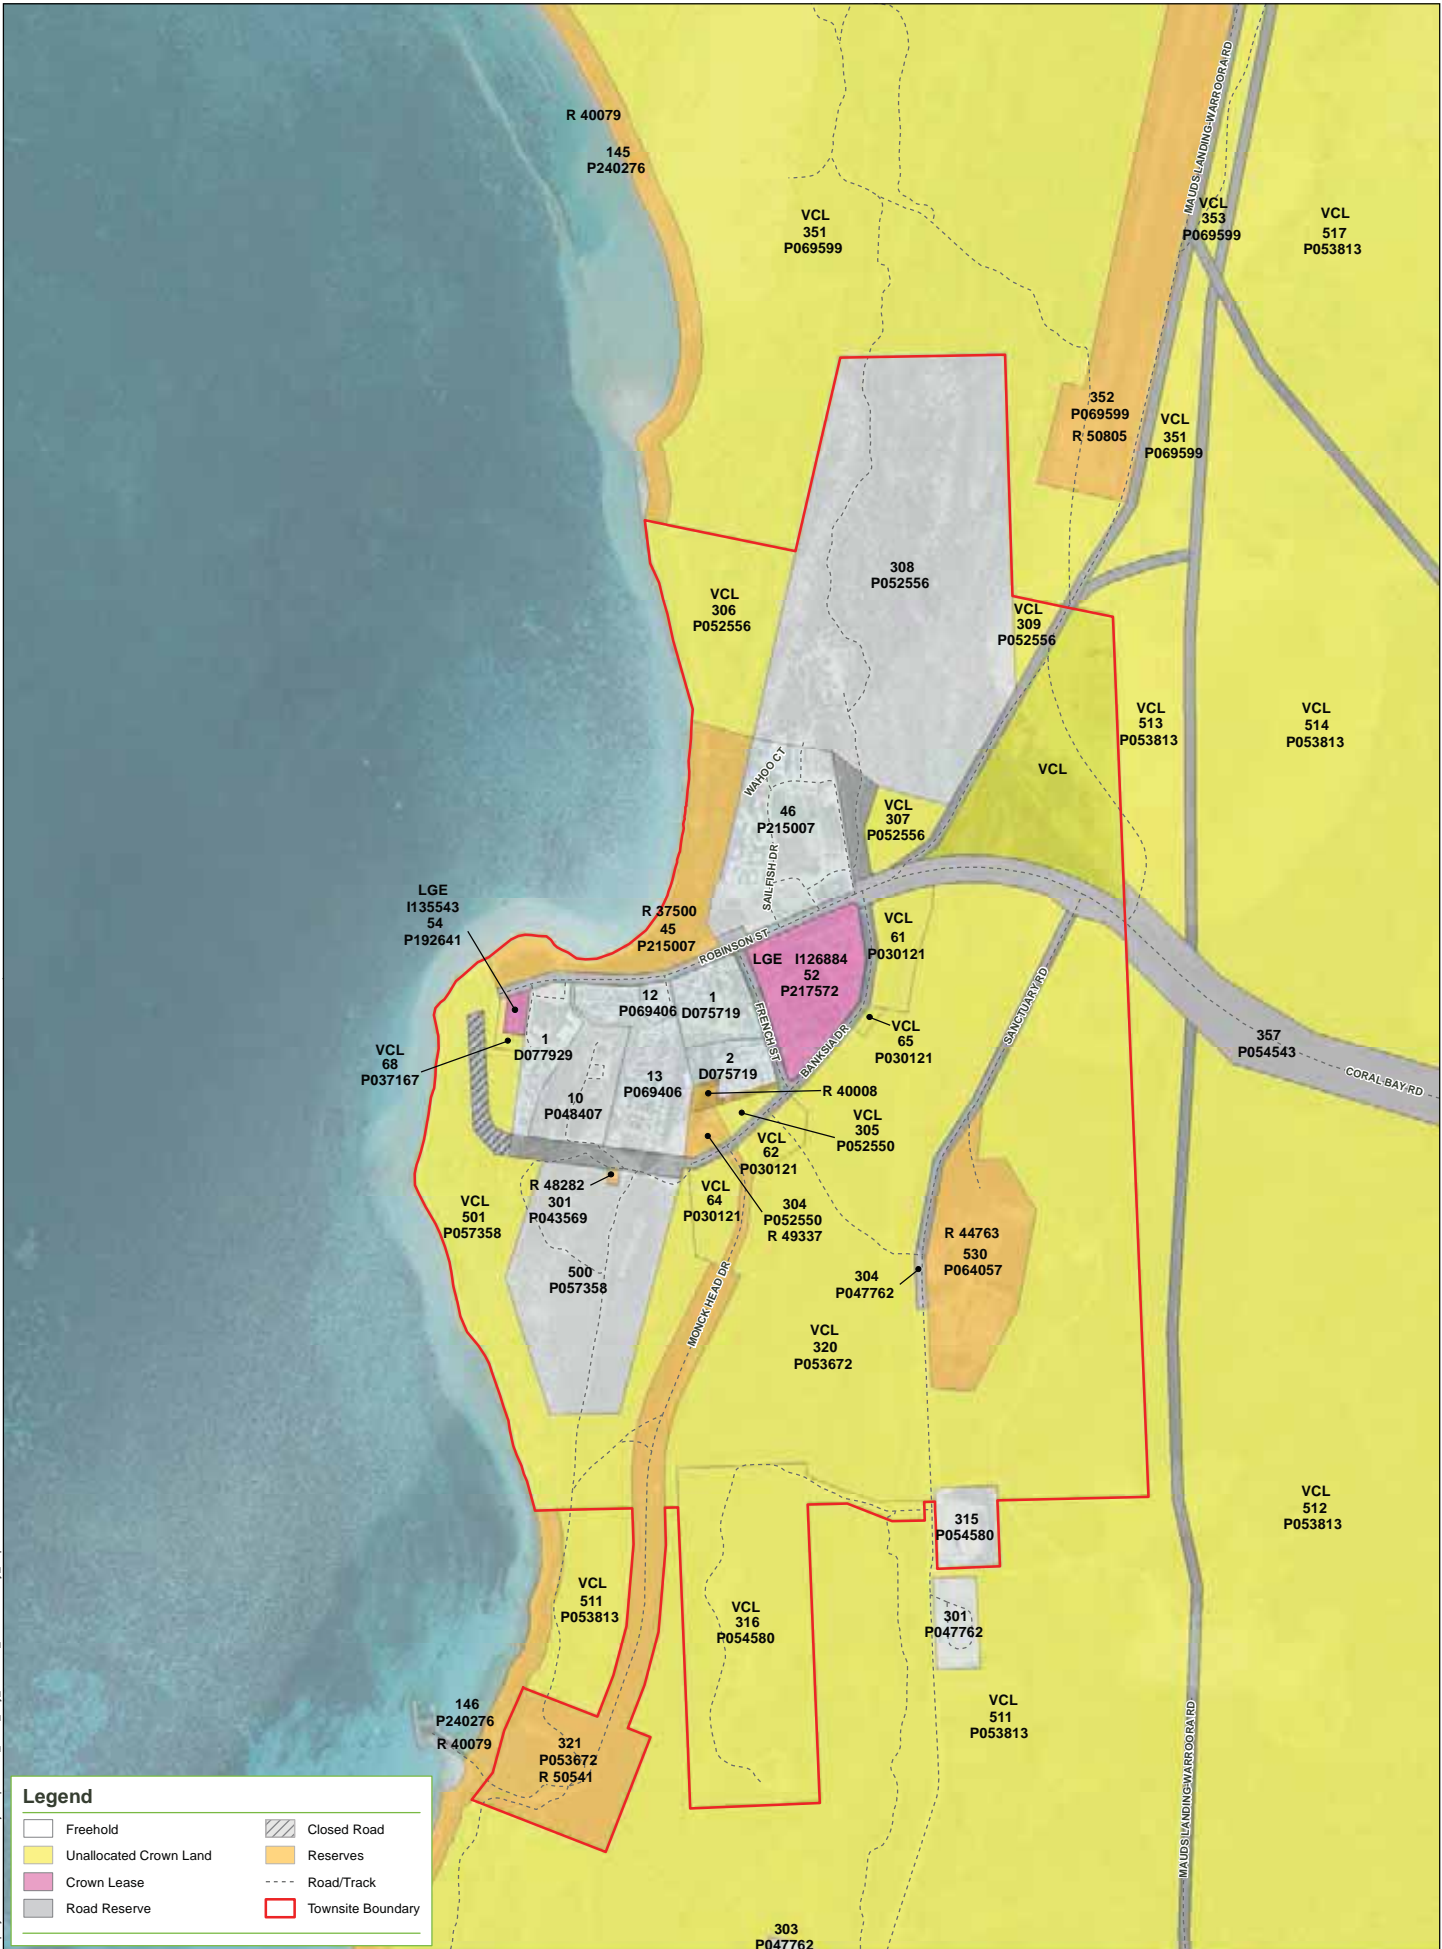 R 40079
145
P240276
VCL
351
P069599
MAUDS LANDING-WARROORA RD
VCL
353
P069599
VCL
517
P053813
352
P069599
R 50805
VCL
351
P069599
308
P052556
VCL
306
P052556
VCL
309
P052556
VCL
513
P053813
VCL
514
P053813
VCL
WAHOO CT
46
P215007
SAILFISH DR
VCL
307
P052556
LGE
I135543
54
P192641
R 37500
45
P215007
ROBINSON ST
LGE I126884
52
P217572
VCL
61
P030121
SANCTUARY RD
12
P069406
1
D075719
FRENCH ST
BANKSIA DR
VCL
65
P030121
357
P054543
CORAL BAY RD
VCL
68
P037167
1
D077929
2
D075719
13
P069406
10
P048407
R 40008
VCL
305
P052550
VCL
62
P030121
R 48282
301
P043569
VCL
64
P030121
304
P052550
R 49337
VCL
501
P057358
500
P057358
R 44763
530
P064057
304
P047762
MONCK HEAD DR
VCL
320
P053672
VCL
512
P053813
315
P054580
VCL
511
P053813
VCL
316
P054580
301
P047762
VCL
511
P053813
146
P240276
R 40079
321
P053672
R 50541
MAUDS LANDING-WARROORA RD
303
P047762
Legend
Freehold
Unallocated Crown Land
Crown Lease
Road Reserve
Closed Road
Reserves
Road/Track
Townsite Boundary